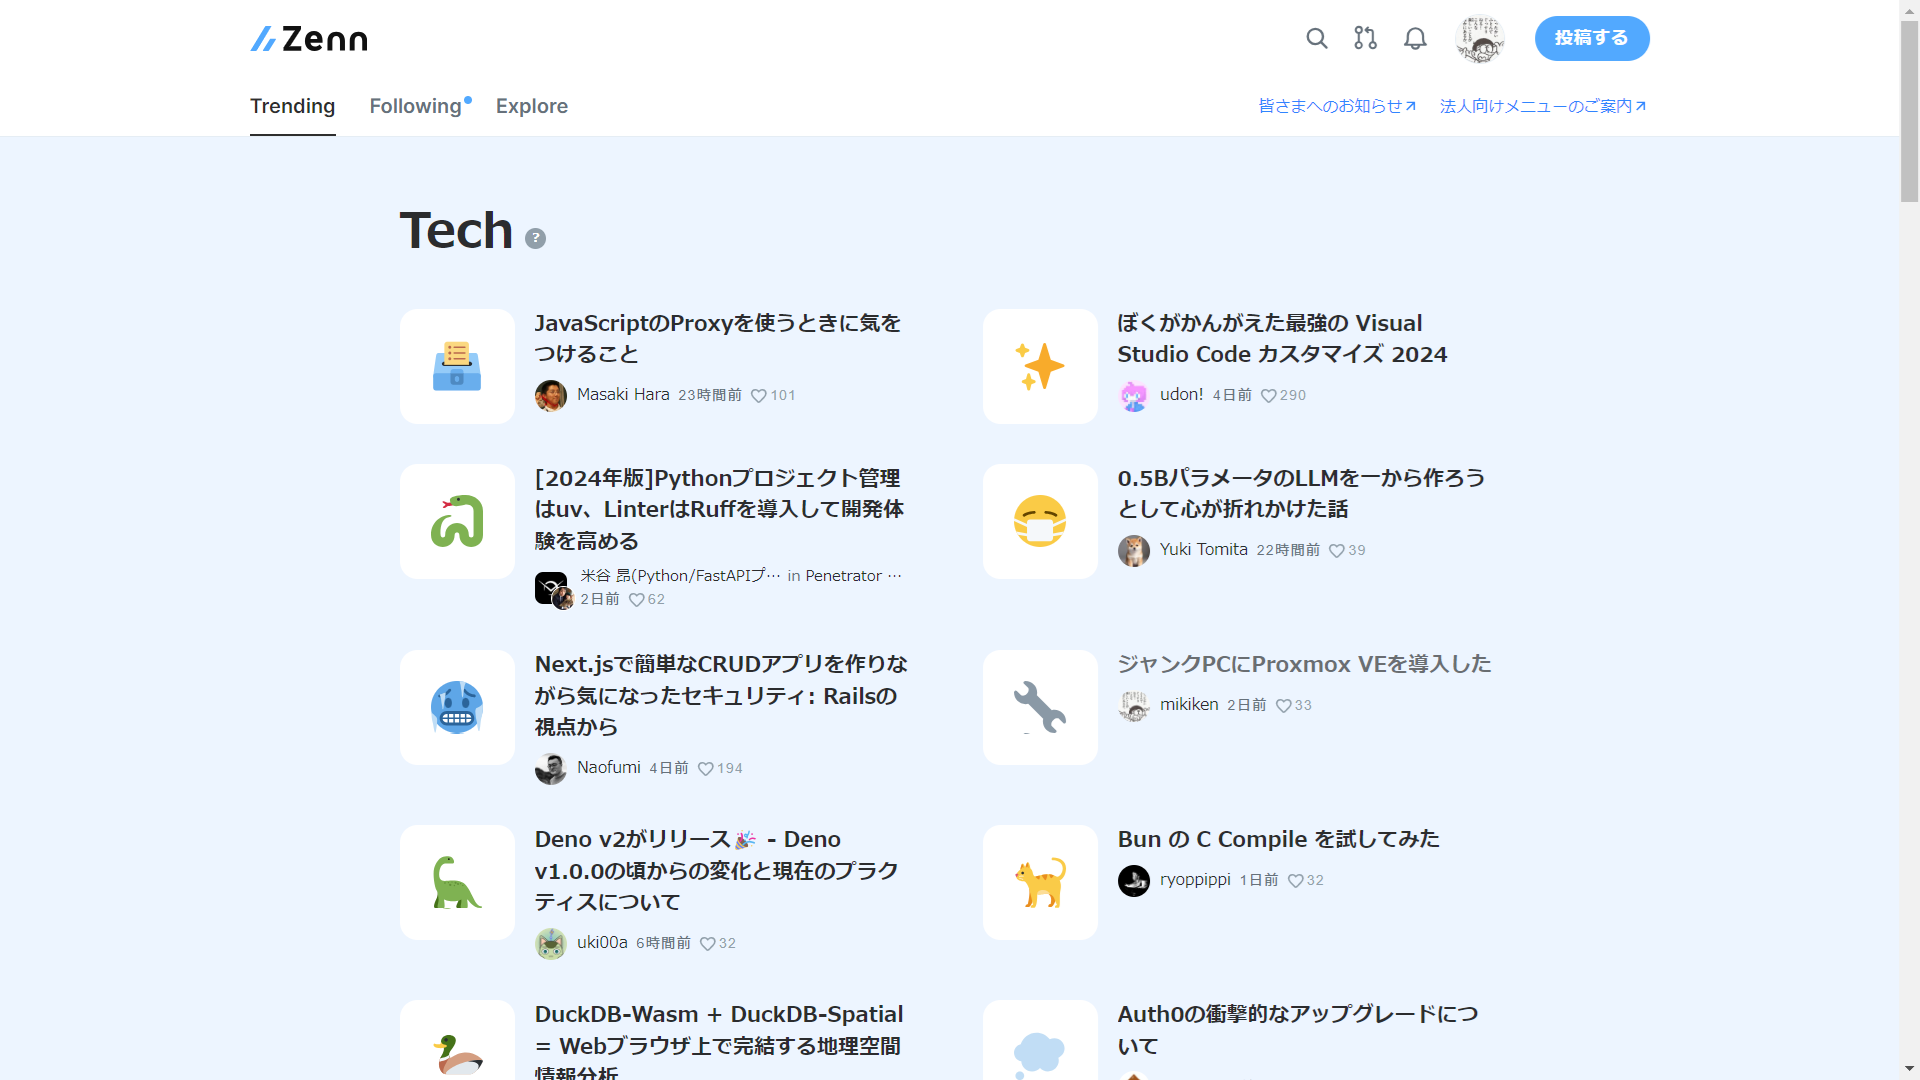 Zenn
投稿する
Trending
Following
Explore
皆さまへのお知らせ
法人向けメニューのご案内
Tech
?
JavaScriptのProxyを使うときに気を
つけること
Masaki Hara 23時間前 101
ぼくがかんがえた最強の Visual
Studio Code カスタマイズ 2024
udon! 4日前 290
[2024年版]Pythonプロジェクト管理
はuv、LinterはRuffを導入して開発体
験を高める
米谷 昂(Python/FastAPIプ… in Penetrator …
2日前 62
0.5BパラメータのLLMを一から作ろう
として心が折れかけた話
Yuki Tomita 22時間前 39
Next.jsで簡単なCRUDアプリを作りな
がら気になったセキュリティ: Railsの
視点から
Naofumi 4日前 194
ジャンクPCにProxmox VEを導入した
mikiken 2日前 33
Deno v2がリリース🎉 - Deno
v1.0.0の頃からの変化と現在のプラク
ティスについて
uki00a 6時間前 32
Bun の C Compile を試してみた
ryoppippi 1日前 32
DuckDB-Wasm + DuckDB-Spatial
= Webブラウザ上で完結する地理空間
情報分析
Auth0の衝撃的なアップグレードにつ
いて